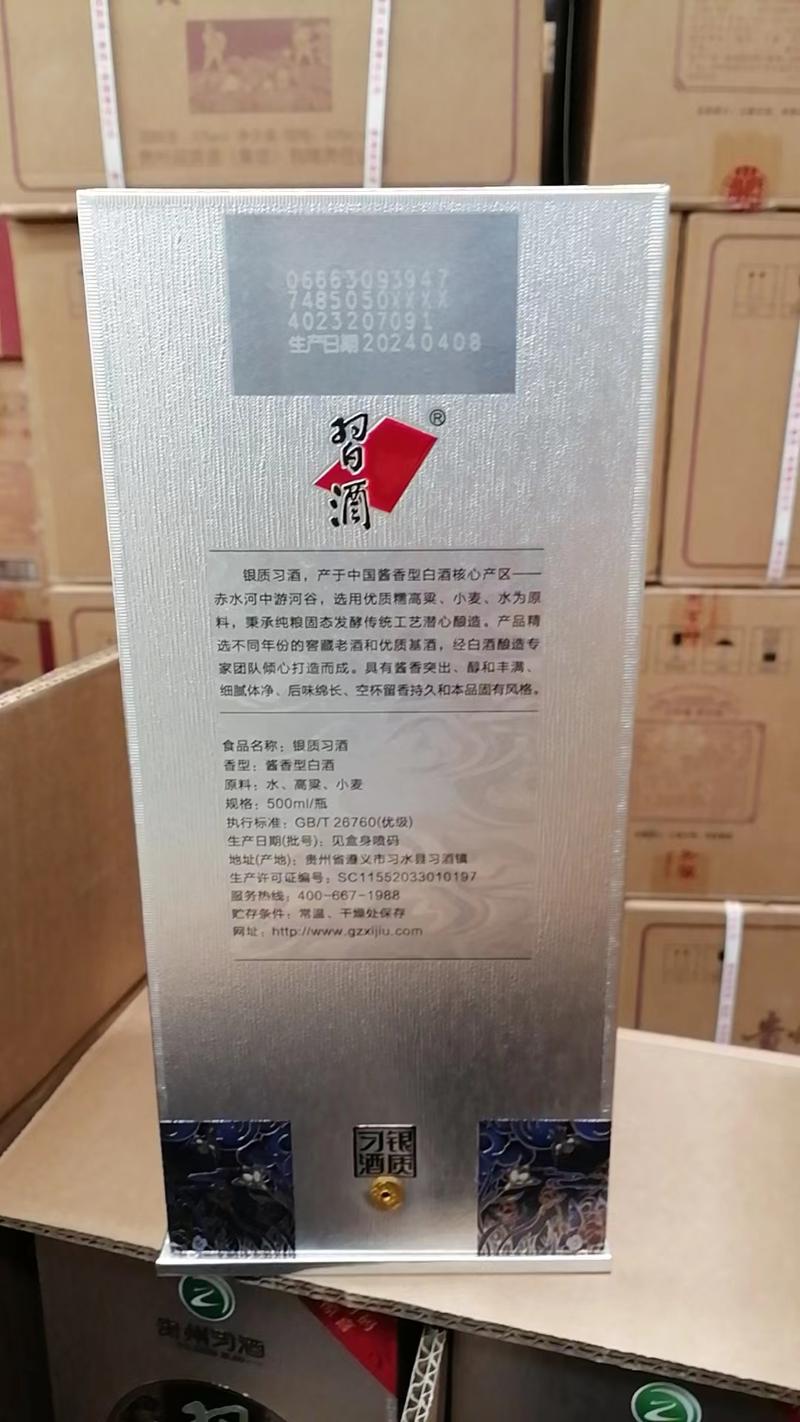 06663093947
7485050XXXX
4023207091
生产日期20240408
習酒®
银质习酒，产于中国酱香型白酒核心产区——
赤水河中游河谷，选用优质糯高粱、小麦、水为原
料，秉承纯粮固态发酵传统工艺潜心酿造。产品精
选不同年份的窖藏老酒和优质基酒，经白酒酿造专
家团队倾心打造而成。具有酱香突出、醇和丰满、
细腻体净、后味绵长、空杯留香持久和本品固有风格。
食品名称：银质习酒
香型：酱香型白酒
原料：水、高粱、小麦
规格：500ml/瓶
执行标准：GB/T 26760(优级)
生产日期(批号)：见盒身喷码
地址(产地)：贵州省遵义市习水县习酒镇
生产许可证编号：SC11552033010197
服务热线：400-667-1988
贮存条件：常温、干燥处保存
网址：http://www.gzxijiu.com
银质
习酒
贵州习酒